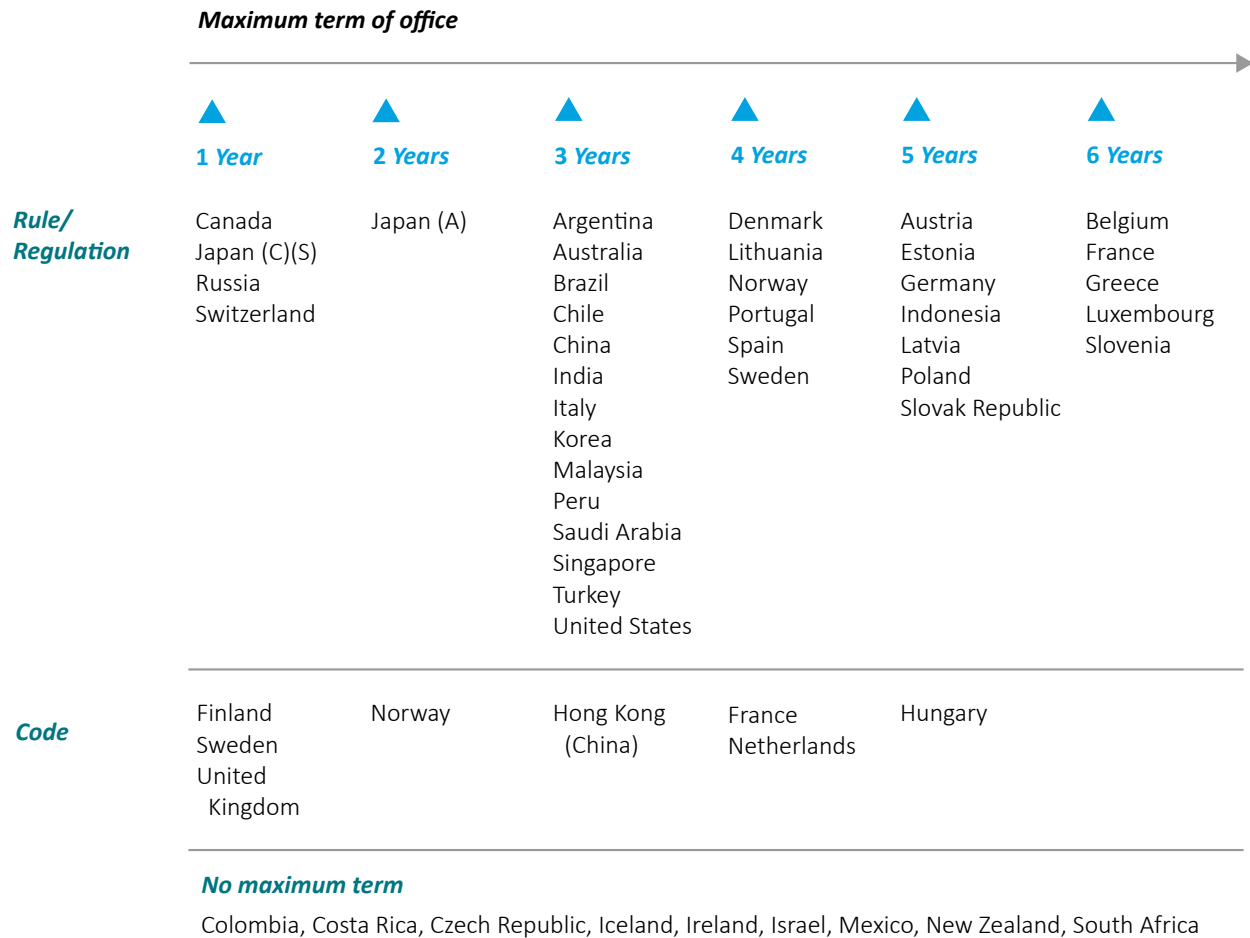 Maximum term of office
1 Year 2 Years 3 Years 4 Years 5 Years 6 Years
Rule/
Regulation
Canada
Japan (C)(S)
Russia
Switzerland
Japan (A)
Argentina
Australia
Brazil
Chile
China
India
Italy
Korea
Malaysia
Peru
Saudi Arabia
Singapore
Turkey
United States
Denmark
Lithuania
Norway
Portugal
Spain
Sweden
Austria
Estonia
Germany
Indonesia
Latvia
Poland
Slovak Republic
Belgium
France
Greece
Luxembourg
Slovenia
Code
Finland
Sweden
United
Kingdom
Norway
Hong Kong
(China)
France
Netherlands
Hungary
No maximum term
Colombia, Costa Rica, Czech Republic, Iceland, Ireland, Israel, Mexico, New Zealand, South Africa